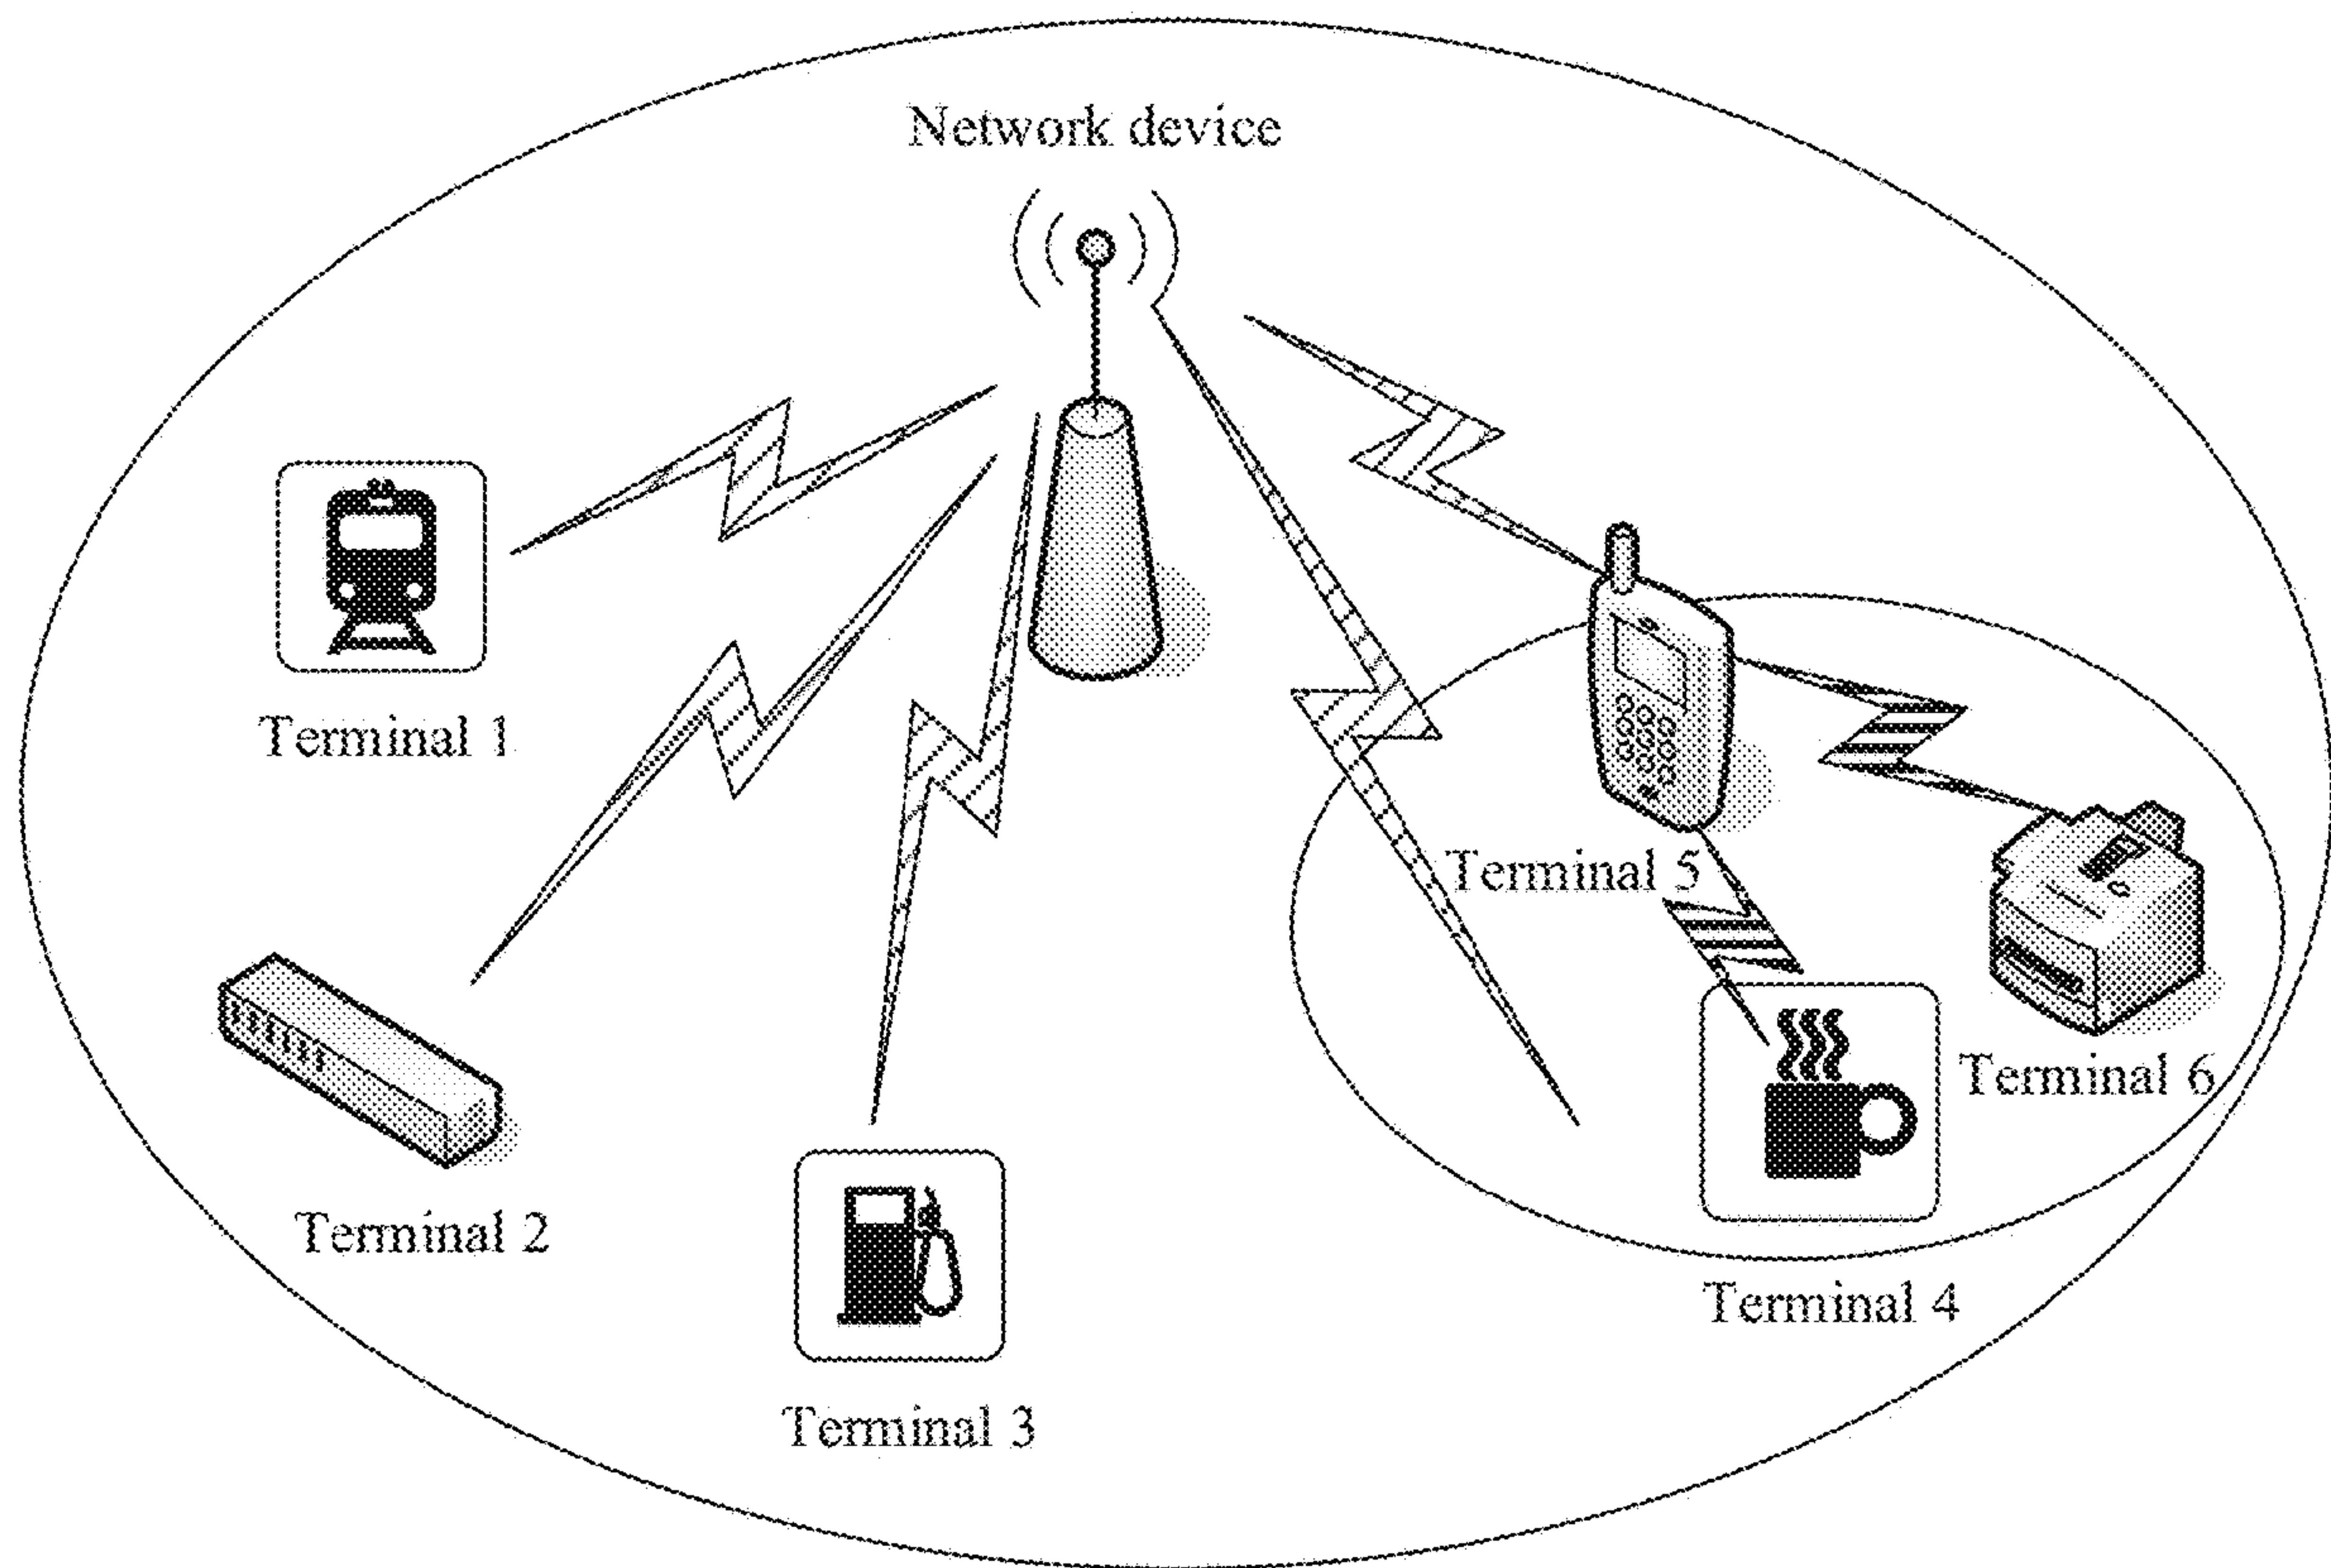 Network device
Terminal 1
Terminal 5
Terminal 6
Terminal 2
Terminal 4
Terminal 3